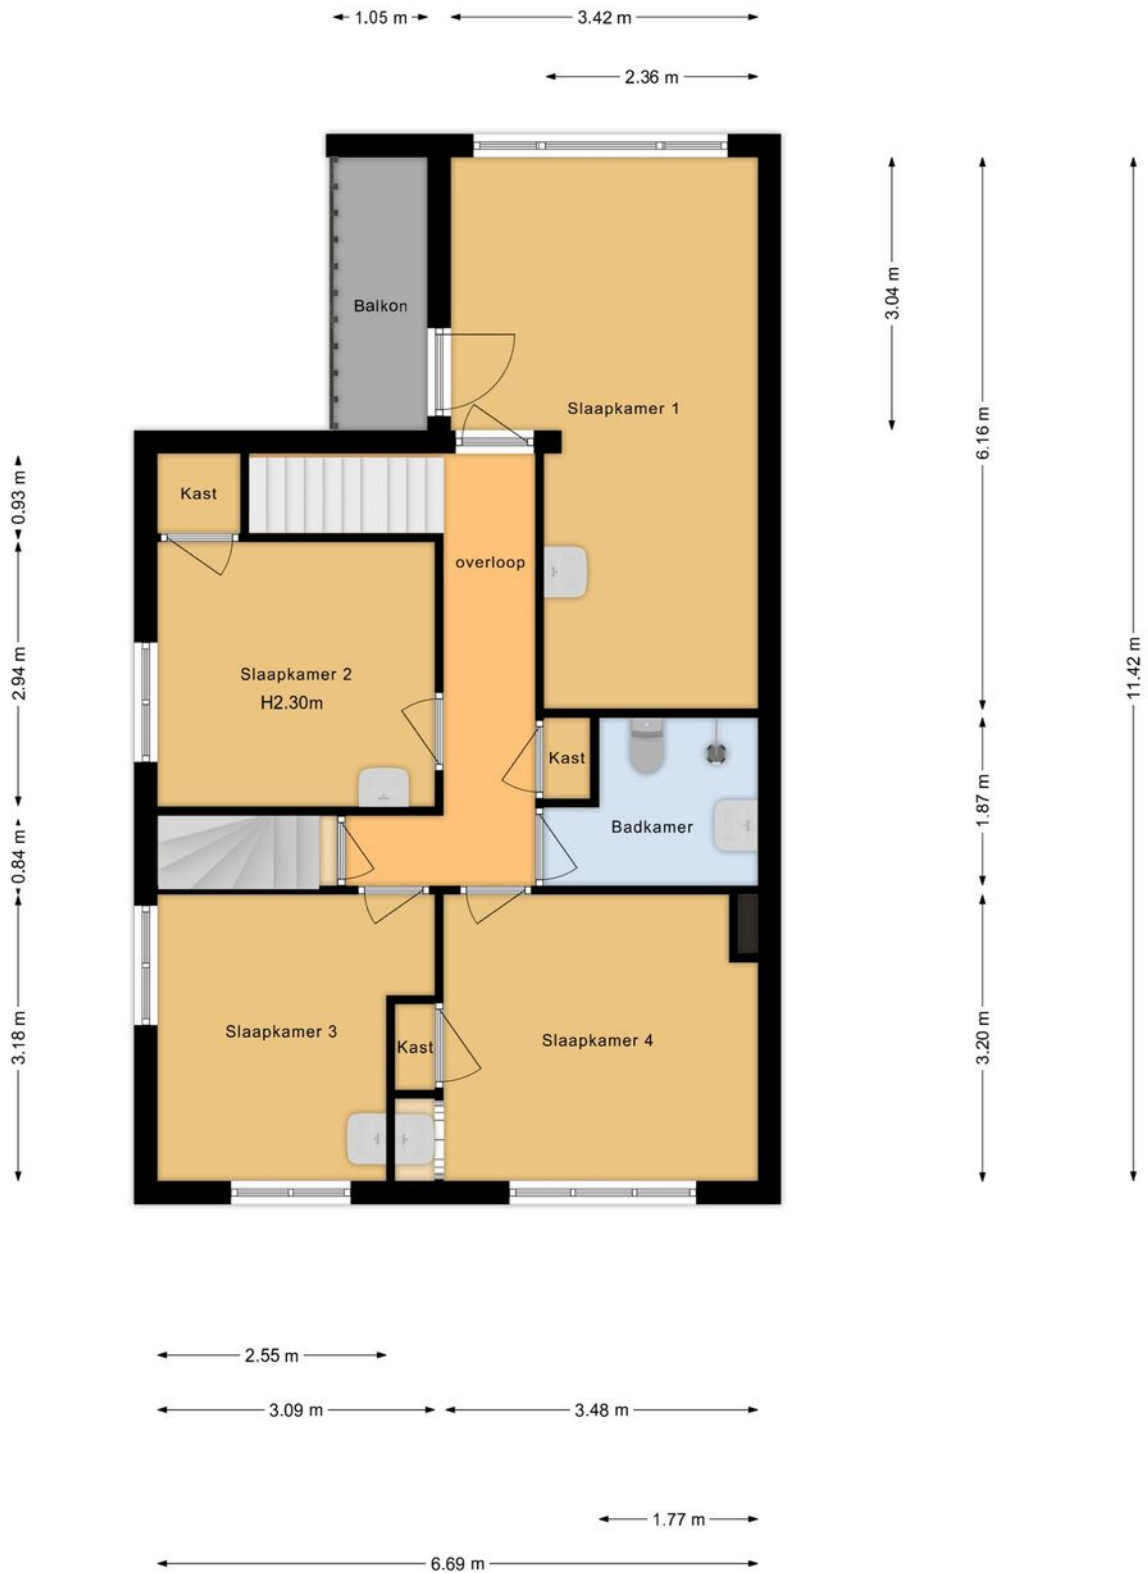 1.05 m
3.42 m
2.36 m
Balkon
3.04 m
Slaapkamer 1
6.16 m
Kast
0.93 m
overloop
11.42 m
Slaapkamer 2
H2.30m
2.94 m
Kast
1.87 m
Badkamer
0.84 m
Slaapkamer 3
Kast
Slaapkamer 4
3.18 m
3.20 m
2.55 m
3.09 m
3.48 m
1.77 m
6.69 m